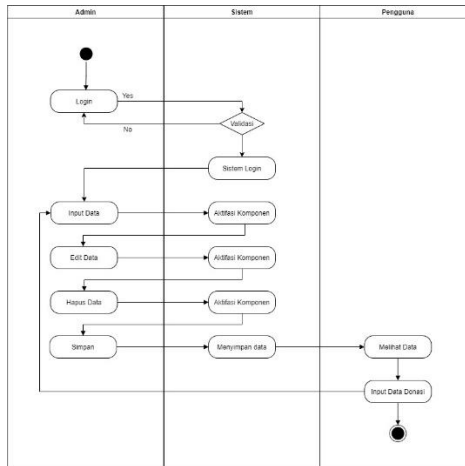 Admin
Sistem
Pengguna
Login
Yes
No
Validasi
Sistem Login
Input Data
Aktifasi Komponen
Edit Data
Aktifasi Komponen
Hapus Data
Aktifasi Komponen
Simpan
Menyimpan data
Melihat Data
Input Data Donasi